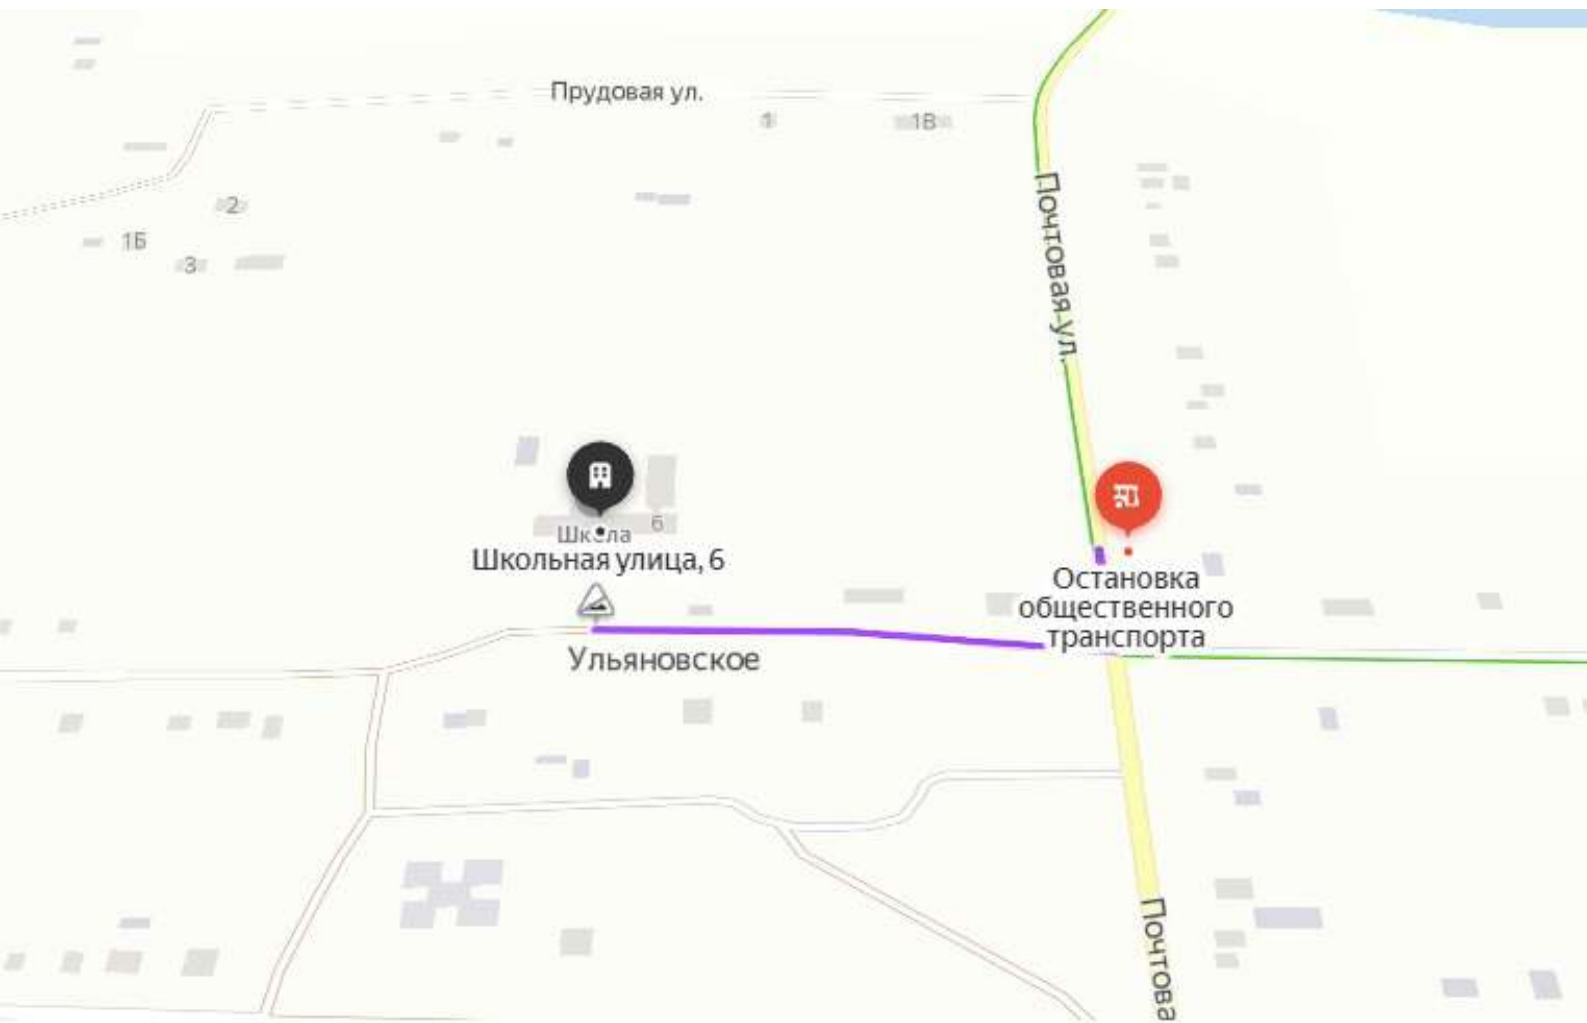 Прудовая ул.
1
1В
Почтовая ул.
2
1Б
3
6
Школа
Школьная улица, 6
Остановка
общественного
транспорта
Ульяновское
Почтова